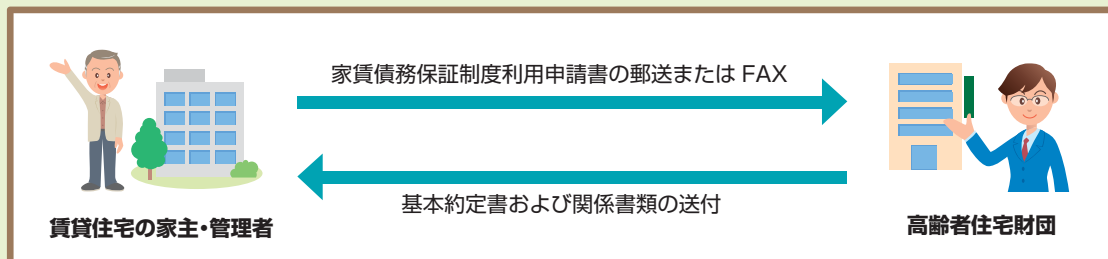 家賃債務保証制度利用申請書の郵送または FAX
基本約定書および関係書類の送付
賃貸住宅の家主・管理者
高齢者住宅財団